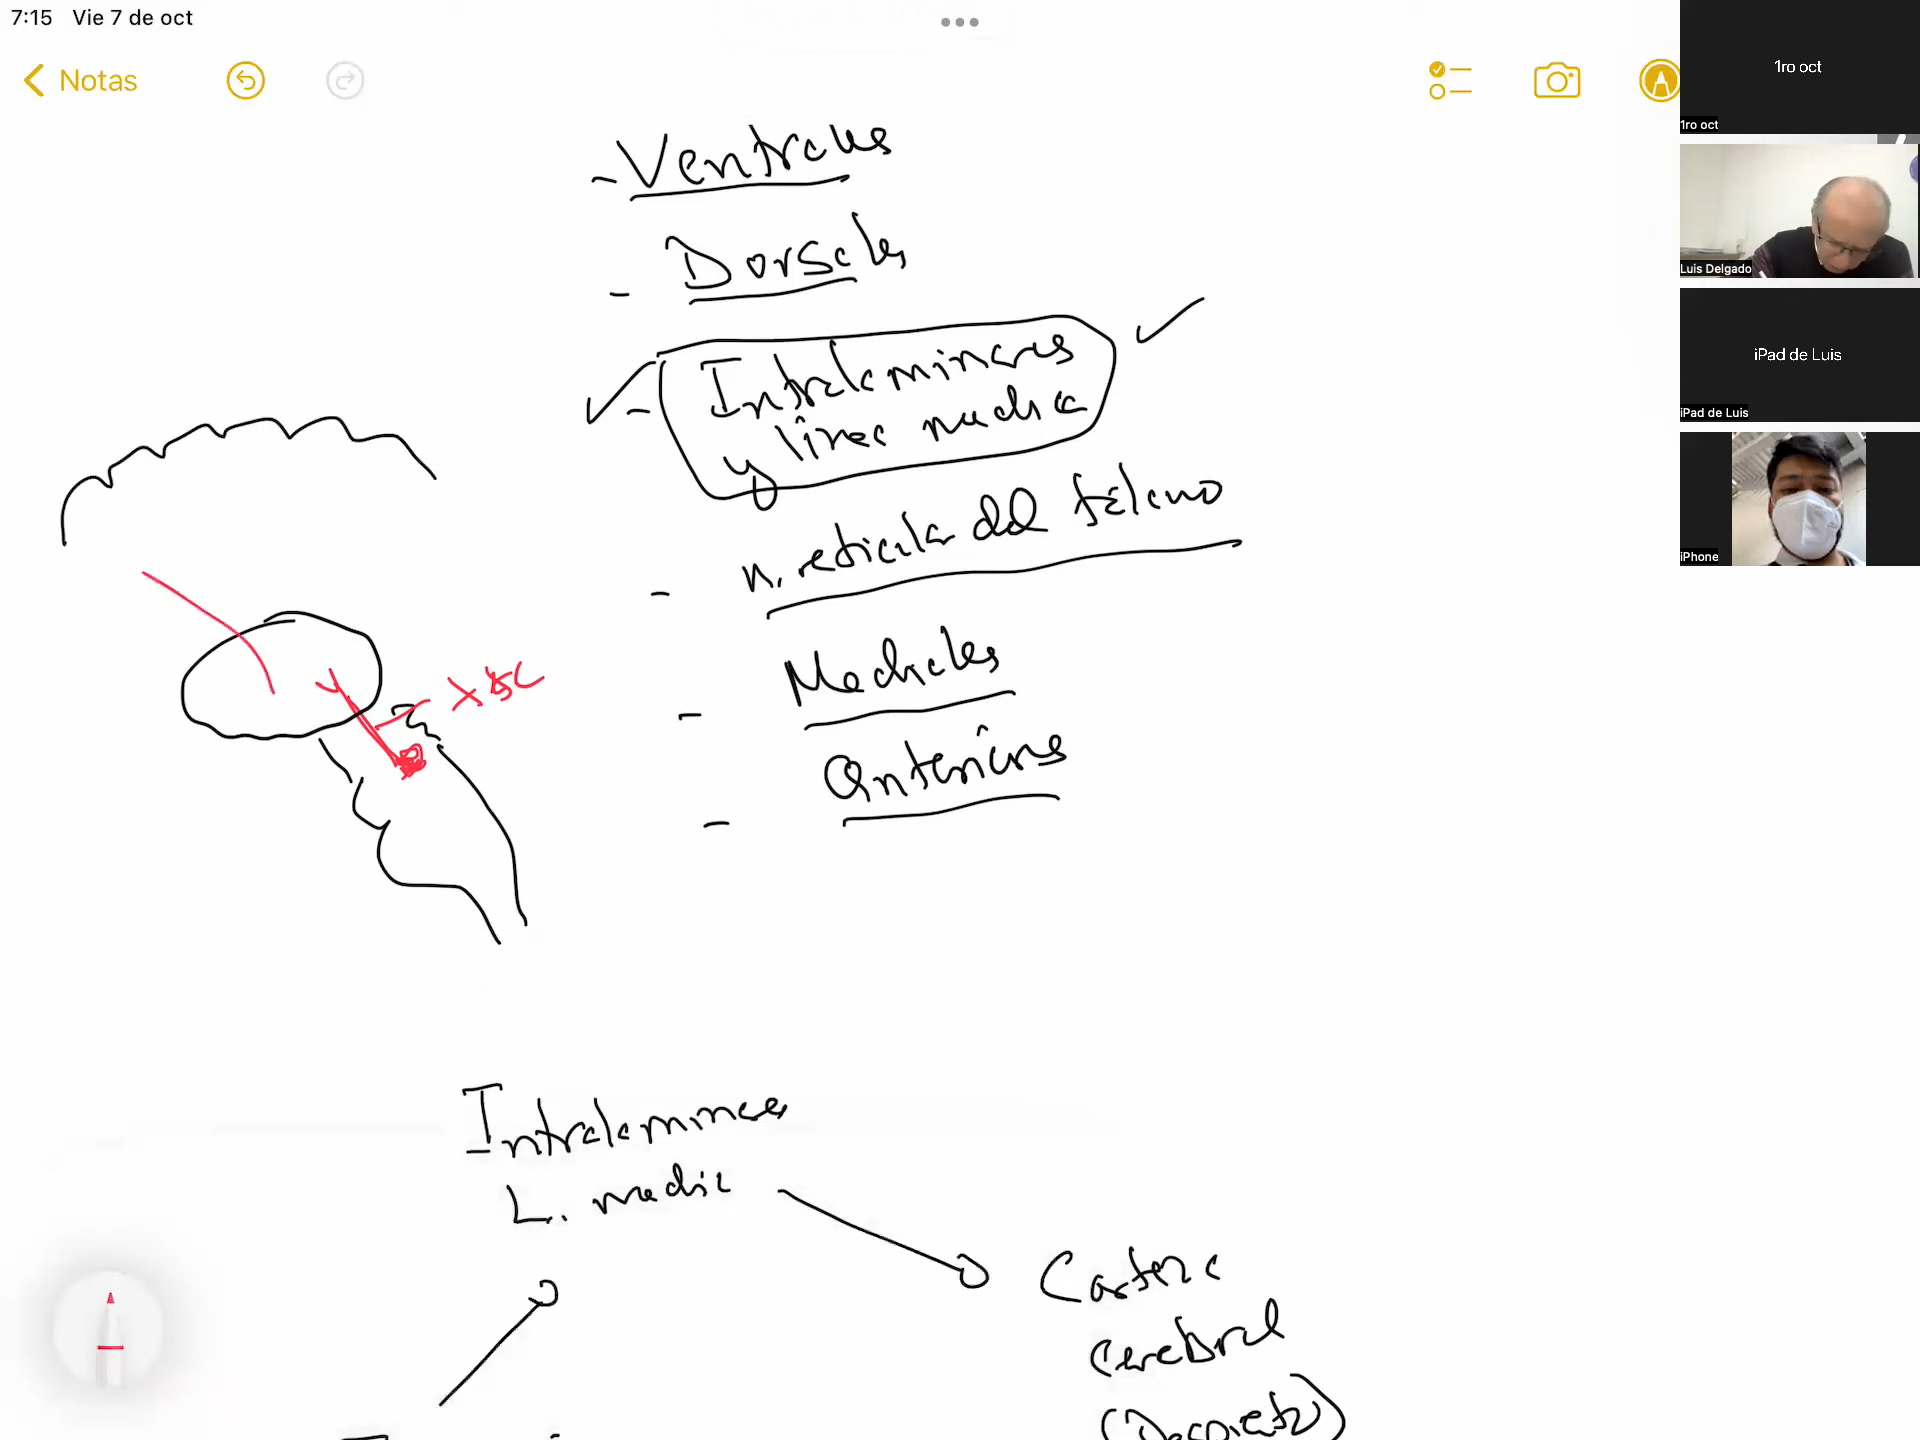 7:15 Vie 7 de oct
Notas
- Ventrales
- Dorsales
- Intralaminares
y línea media
- n. reticular del tálamo
- Mediales
- Anteriores
Intralaminares
L. media
Corteza
cerebral
1ro oct
1ro oct
Luis Delgado
iPad de Luis
iPad de Luis
iPhone